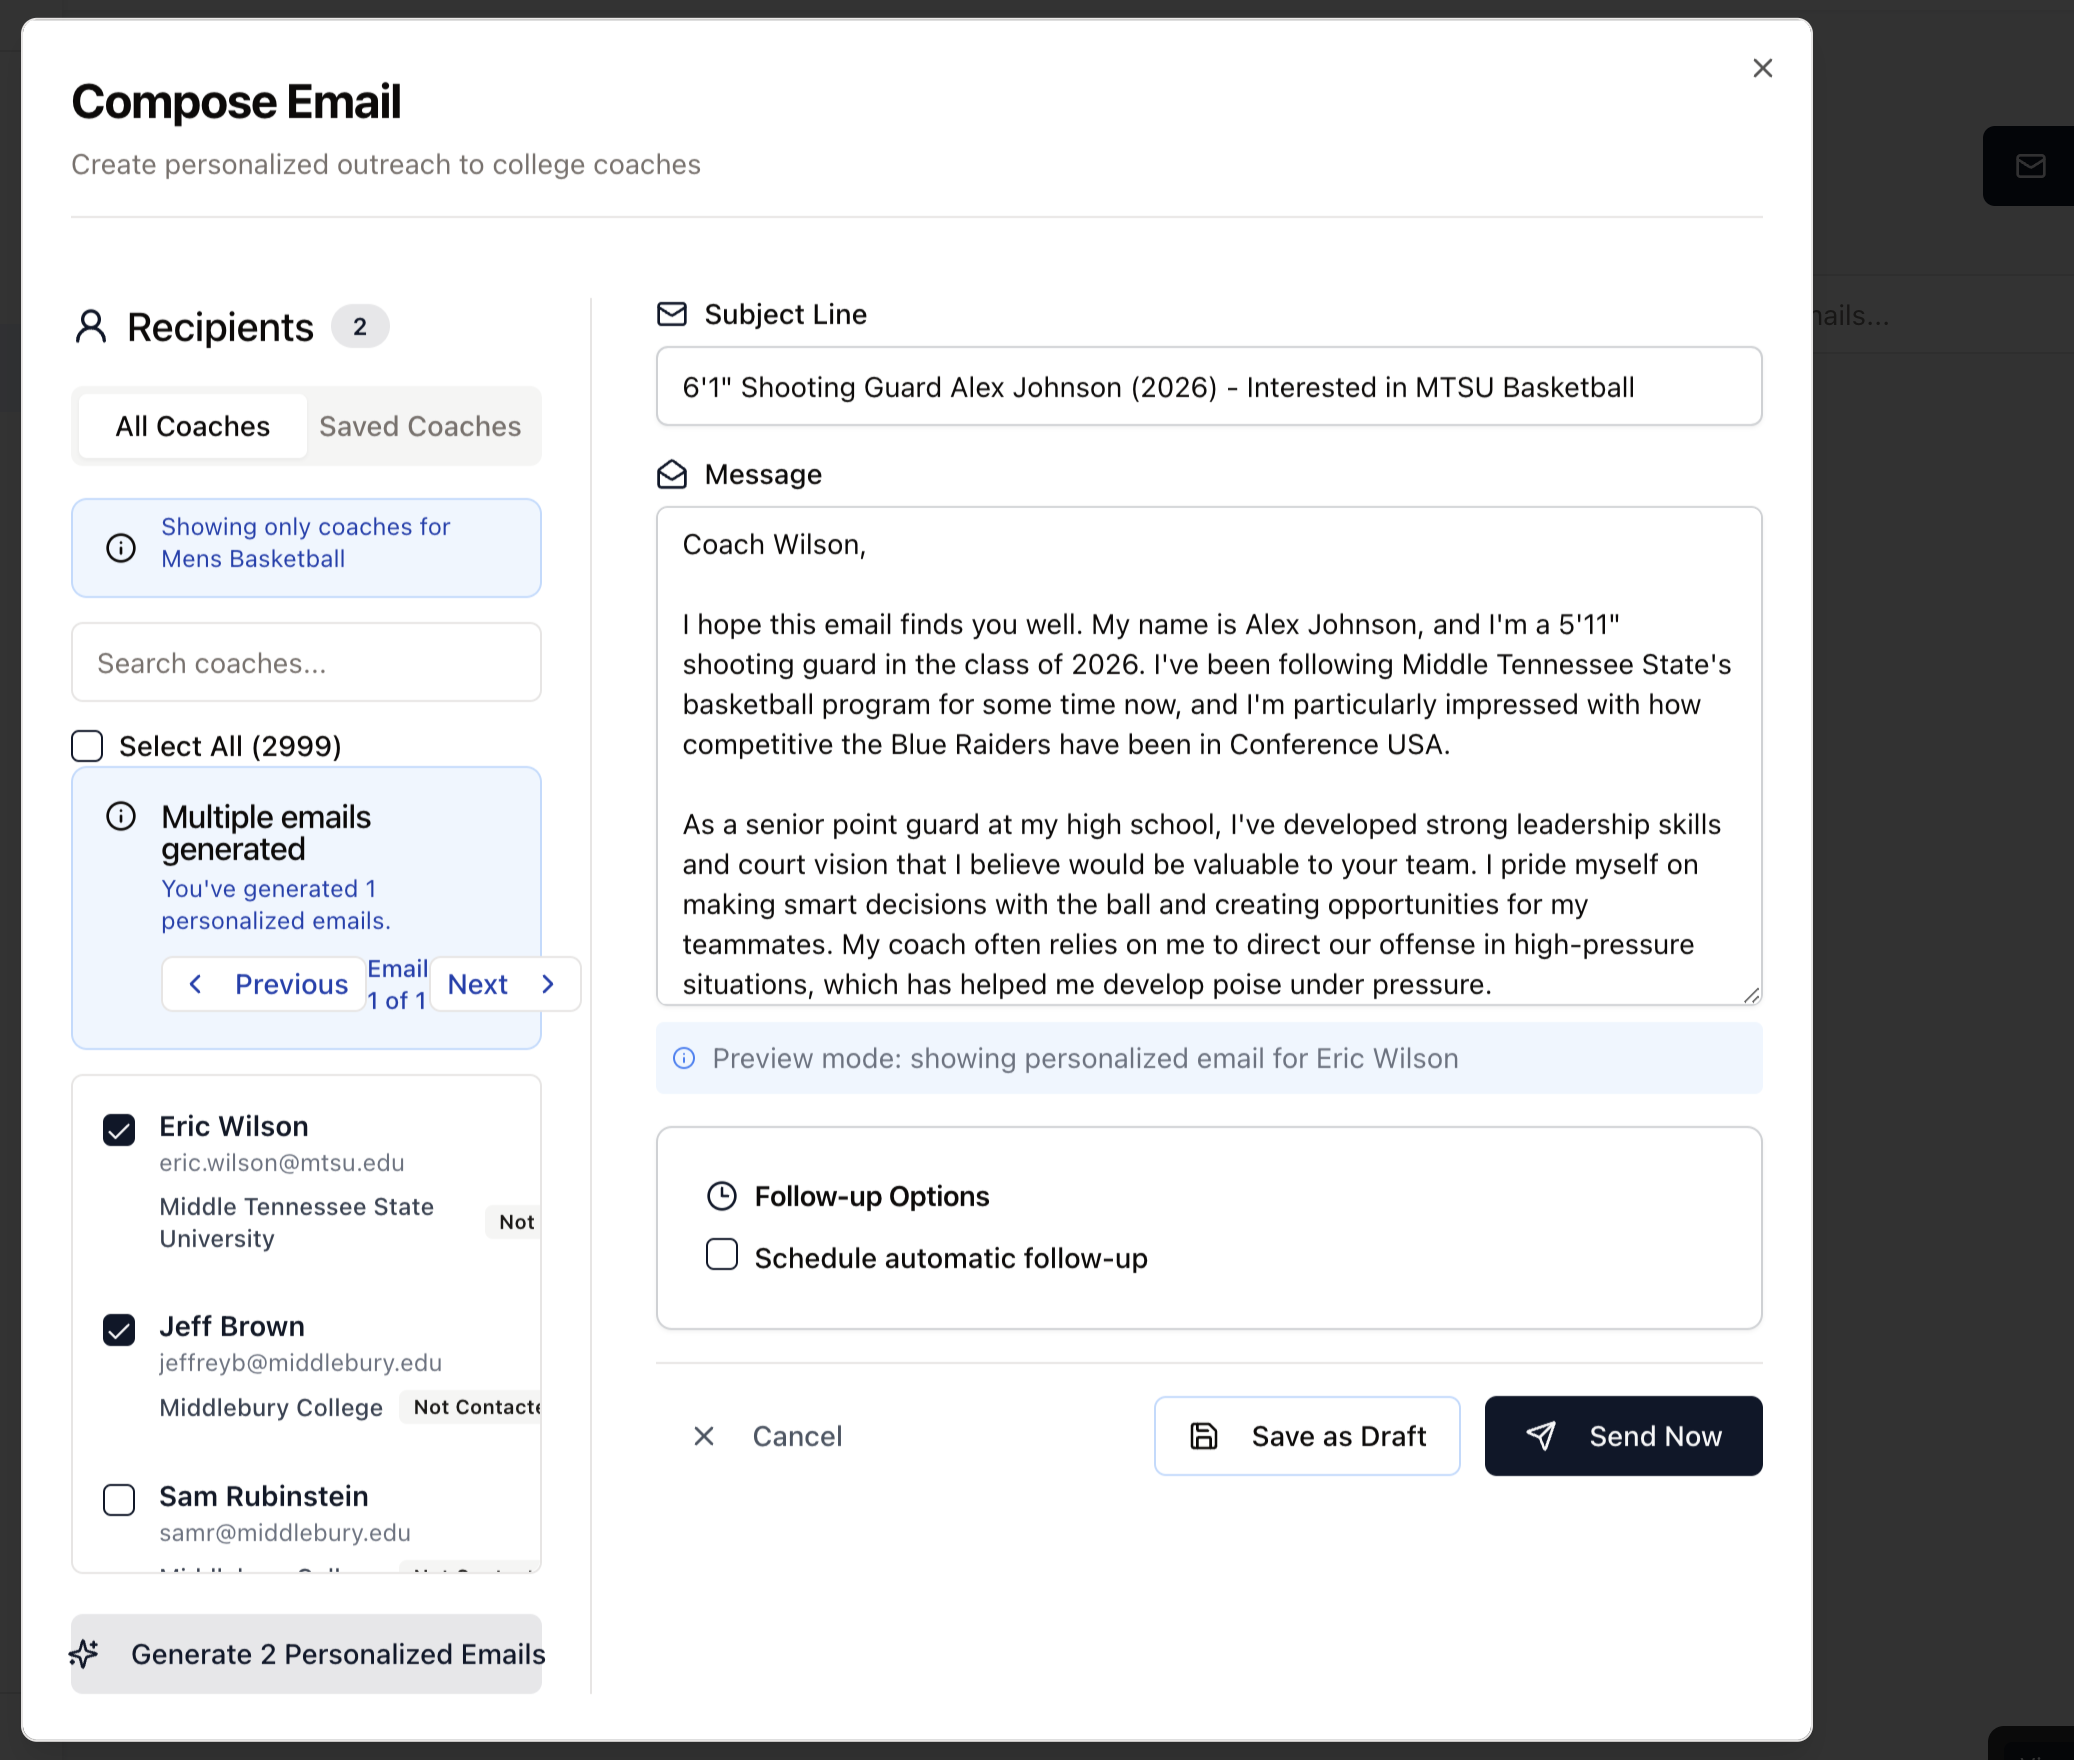 Compose Email
Create personalized outreach to college coaches
Recipients 2
All Coaches Saved Coaches
Showing only coaches for
Mens Basketball
Search coaches...
Select All (2999)
Multiple emails
generated
You've generated 1
personalized emails.
Previous
Email
1 of 1
Next
Eric Wilson
eric.wilson@mtsu.edu
Middle Tennessee State
University
Not
Jeff Brown
jeffreyb@middlebury.edu
Middlebury College
Not Contacte
Sam Rubinstein
samr@middlebury.edu
Generate 2 Personalized Emails
Subject Line
6'1" Shooting Guard Alex Johnson (2026) - Interested in MTSU Basketball
Message
Coach Wilson,
I hope this email finds you well. My name is Alex Johnson, and I'm a 5'11"
shooting guard in the class of 2026. I've been following Middle Tennessee State's
basketball program for some time now, and I'm particularly impressed with how
competitive the Blue Raiders have been in Conference USA.
As a senior point guard at my high school, I've developed strong leadership skills
and court vision that I believe would be valuable to your team. I pride myself on
making smart decisions with the ball and creating opportunities for my
teammates. My coach often relies on me to direct our offense in high-pressure
situations, which has helped me develop poise under pressure.
Preview mode: showing personalized email for Eric Wilson
Follow-up Options
Schedule automatic follow-up
Cancel
Save as Draft
Send Now
nails...